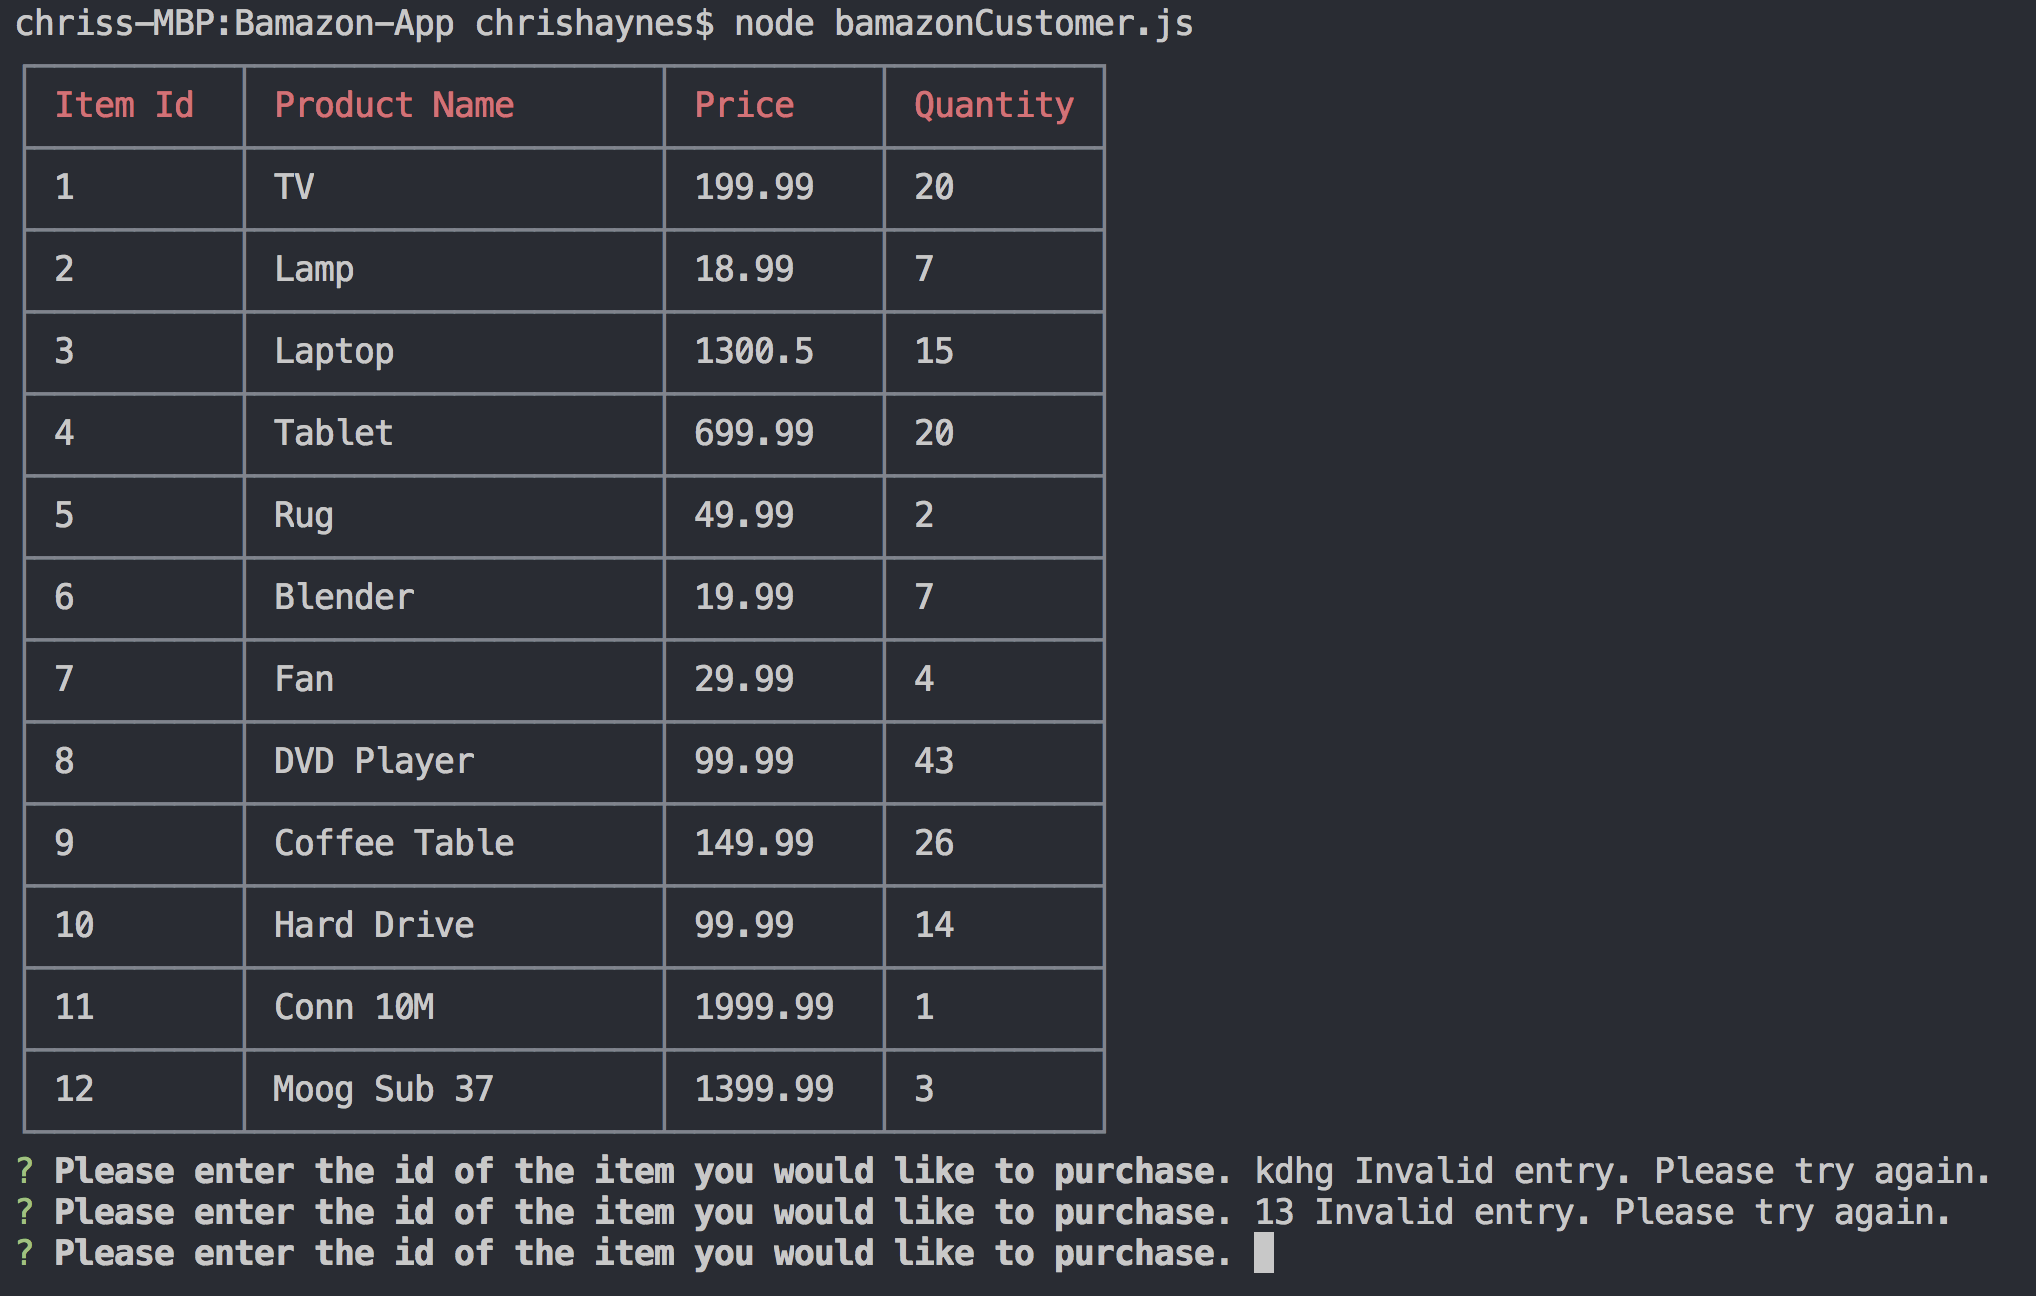 chriss-MBP:Bamazon-App chrishaynes$ node bamazonCustomer.js
Item Id Product Name Price Quantity
1 TV 199.99 20
2 Lamp 18.99 7
3 Laptop 1300.5 15
4 Tablet 699.99 20
5 Rug 49.99 2
6 Blender 19.99 7
7 Fan 29.99 4
8 DVD Player 99.99 43
9 Coffee Table 149.99 26
10 Hard Drive 99.99 14
11 Conn 10M 1999.99 1
12 Moog Sub 37 1399.99 3
? Please enter the id of the item you would like to purchase. kdhg Invalid entry. Please try again.
? Please enter the id of the item you would like to purchase. 13 Invalid entry. Please try again.
? Please enter the id of the item you would like to purchase.